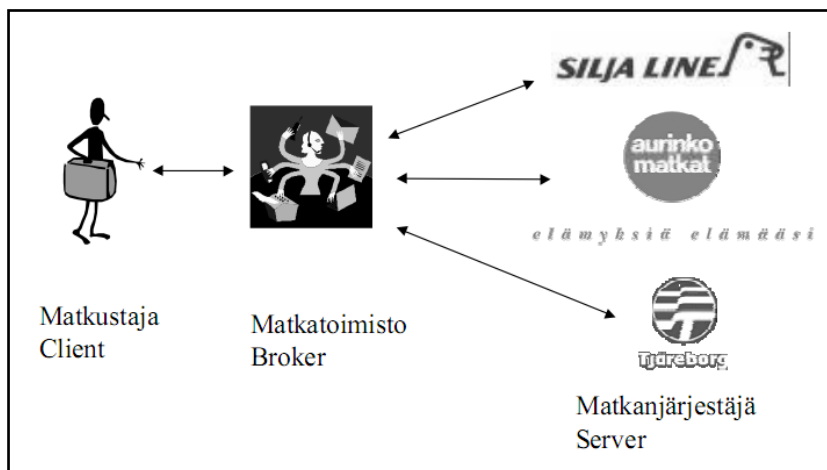 SILJA LINE
aurinko
matkat
elämyksiä elämääsi
Tjäreborg
Matkustaja
Client
Matkatoimisto
Broker
Matkanjärjestäjä
Server